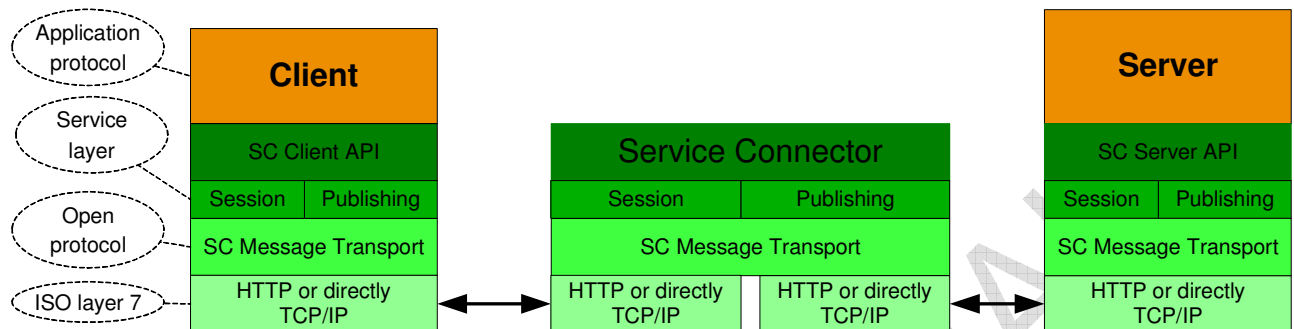 Application
protocol
Client
Server
Service
layer
SC Client API
Service Connector
SC Server API
Session
Publishing
Session
Publishing
Session
Publishing
Open
protocol
SC Message Transport
SC Message Transport
SC Message Transport
ISO layer 7
HTTP or directly
TCP/IP
HTTP or directly
TCP/IP
HTTP or directly
TCP/IP
HTTP or directly
TCP/IP